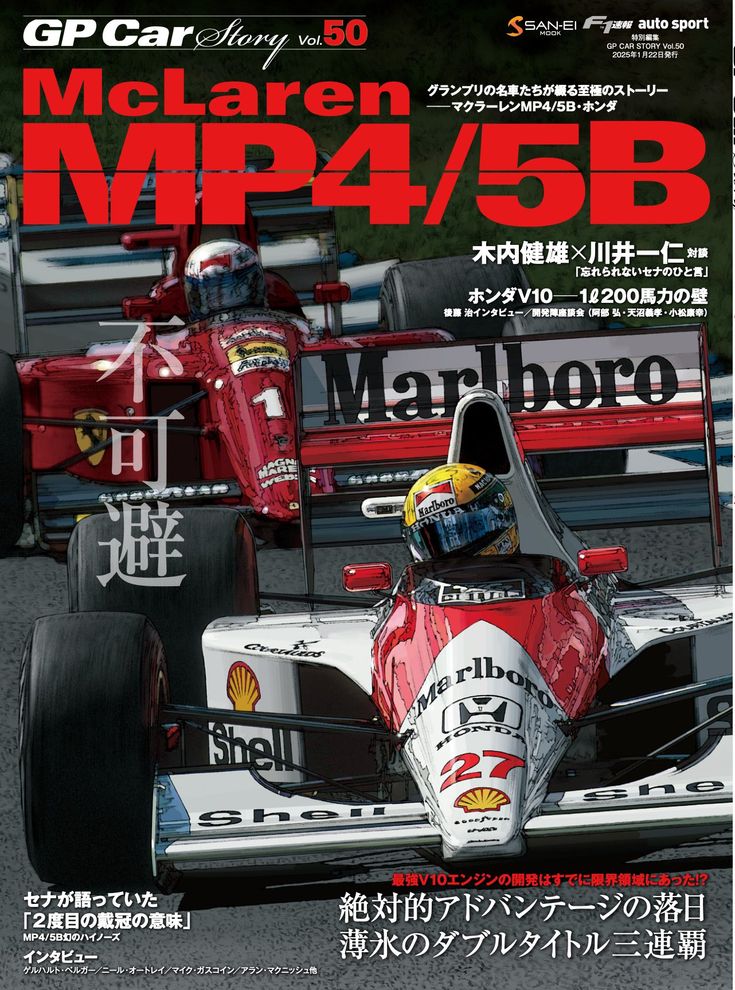 GP Car Story Vol.50
SAN-EI
MOOK
F1速報
auto sport
特別編集
GP CAR STORY Vol.50
2025年1月22日発行
McLaren
MP4/5B
グランプリの名車たちが綴る至極のストーリー
──マクラーレンMP4/5B・ホンダ
木内健雄×川井一仁 対談
「忘れられないセナのひと言」
ホンダV10──1ℓ200馬力の壁
後藤 治インタビュー／開発陣座談会（阿部 弘・天沼義孝・小松康幸）
不可避
1
MAGNETI
MARELLI
WEBER
Marlboro
Marlboro
HONDA
Courtaulds
Marlboro
HONDA
27
Shell
GOODYEAR
Shell
Shell
最強V10エンジンの開発はすでに限界領域にあった!?
絶対的アドバンテージの落日
薄氷のダブルタイトル三連覇
セナが語っていた
「2度目の戴冠の意味」
MP4/5B幻のハイノーズ
インタビュー
ゲルハルト・ベルガー／ニール・オートレイ／マイク・ガスコイン／アラン・マクニッシュ他